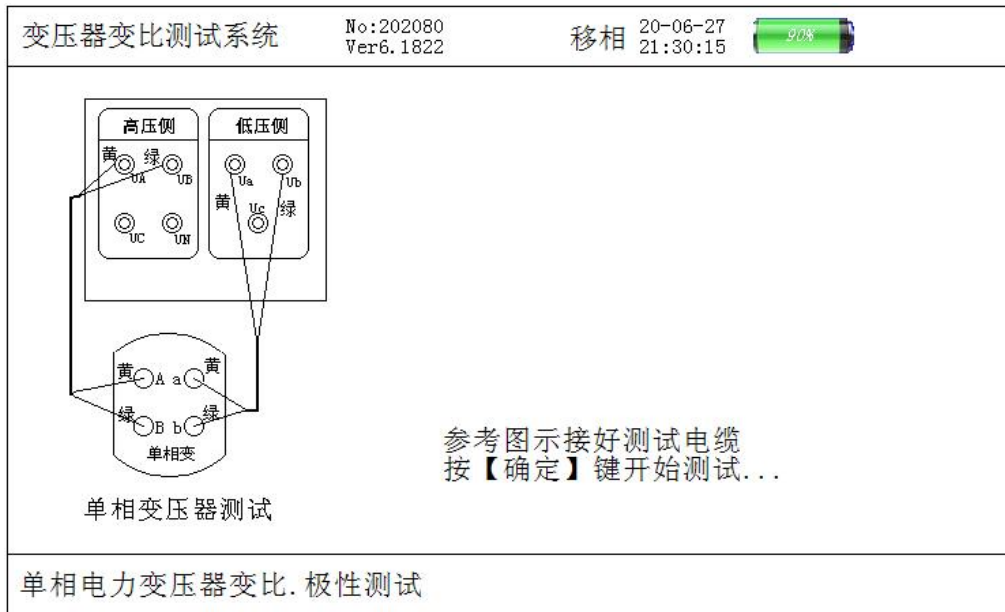 变压器变比测试系统
No:202080
Ver6.1822
移相
20-06-27
21:30:15
90%
高压侧
低压侧
黄
绿
UA
UB
Ua
Ub
黄
Uc
绿
UC
UN
黄
A a
黄
绿
B b
绿
单相变
参考图示接好测试电缆
按【确定】键开始测试...
单相变压器测试
单相电力变压器变比.极性测试